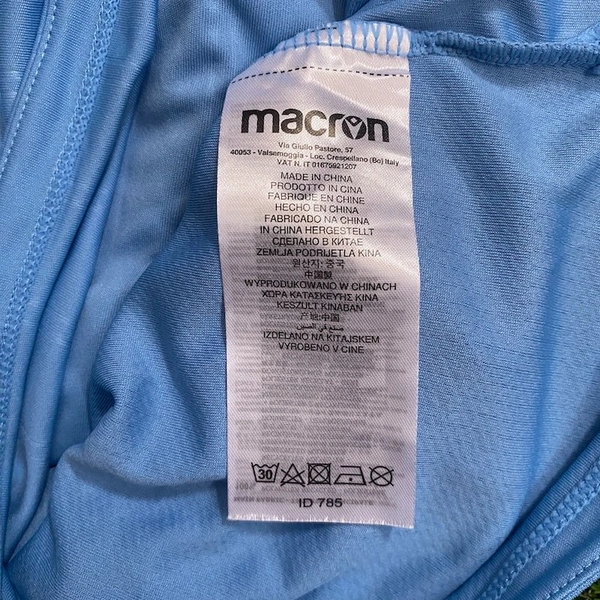 macron
Via Giulio Pastore, 57
40053 - Valsamoggia - Loc. Crespellano (Bo) Italy
VAT N. IT 01675921207
MADE IN CHINA
PRODOTTO IN CINA
FABRIQUE EN CHINE
HECHO EN CHINA
FABRICADO NA CHINA
IN CHINA HERGESTELLT
СДЕЛАНО В КИТАЕ
ZEMLJA PODRIJETLA KINA
원산지: 중국
中国製
WYPRODUKOWANO W CHINACH
ΧΩΡΑ ΚΑΤΑΣΚΕΥΗΣ ΚΙΝΑ
KESZULT KINABAN
产地:中国
صنع في الصين
IZDELANO NA KITAJSKEM
VYROBENO V CINE
30
ID 785